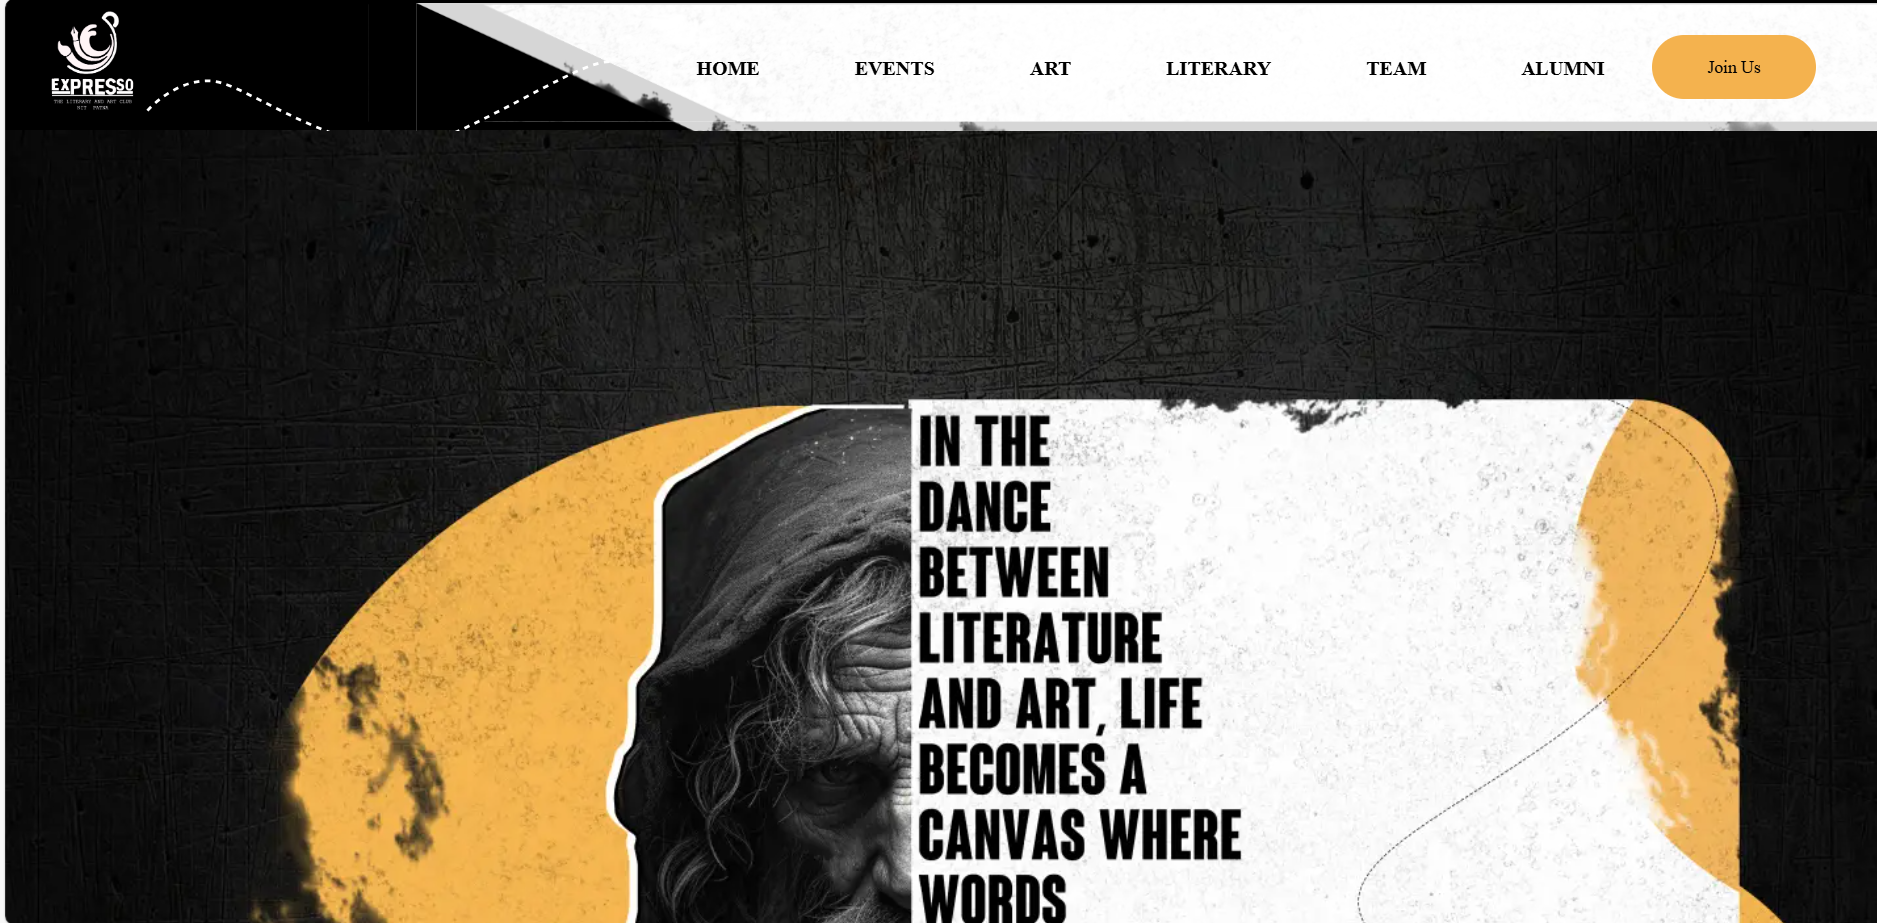 EXPRESSO
THE LITERARY AND ART CLUB
BIT PATNA
HOME EVENTS ART LITERARY TEAM ALUMNI Join Us
IN THE
DANCE
BETWEEN
LITERATURE
AND ART, LIFE
BECOMES A
CANVAS WHERE
WORDS